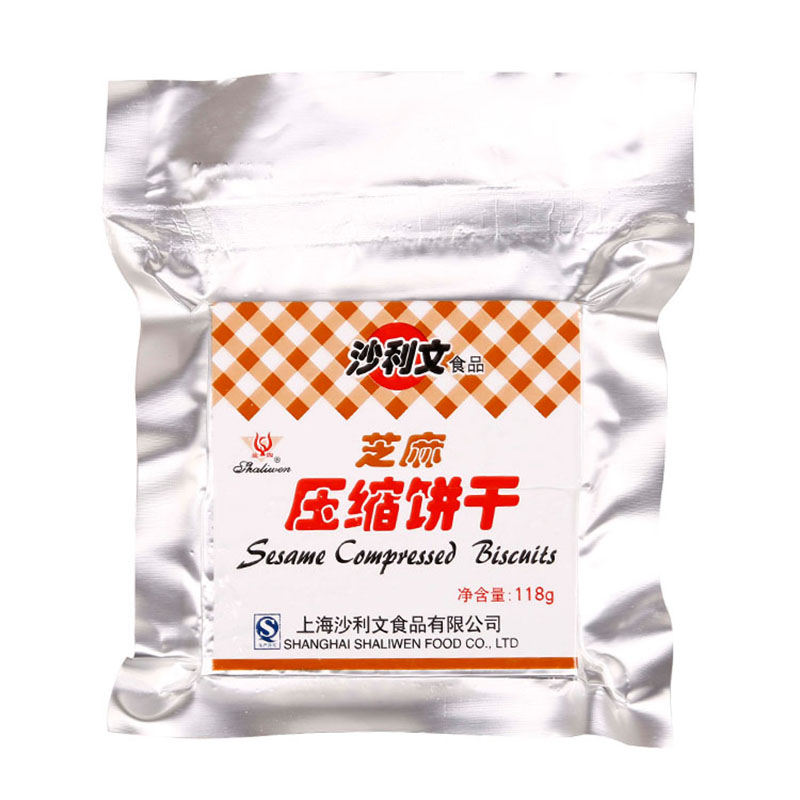 沙利文食品
Shaliwen®
芝麻
压缩饼干
Sesame Compressed Biscuits
净含量:118g
上海沙利文食品有限公司
SHANGHAI SHALIWEN FOOD CO., LTD